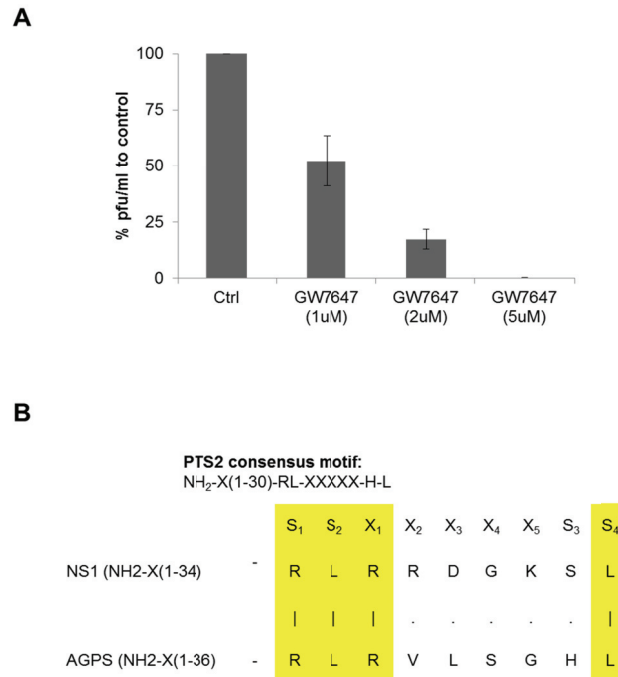 A
% pfu/ml to control
100
75
50
25
0
Ctrl
GW7647
(1uM)
GW7647
(2uM)
GW7647
(5uM)
B
PTS2 consensus motif:
NH₂-X(1-30)-RL-XXXXX-H-L
S₁ S₂ X₁ X₂ X₃ X₄ X₅ S₃ S₄
NS1 (NH2-X(1-34) - R L R R D G K S L
| | | . . . . . |
AGPS (NH2-X(1-36) - R L R V L S G H L